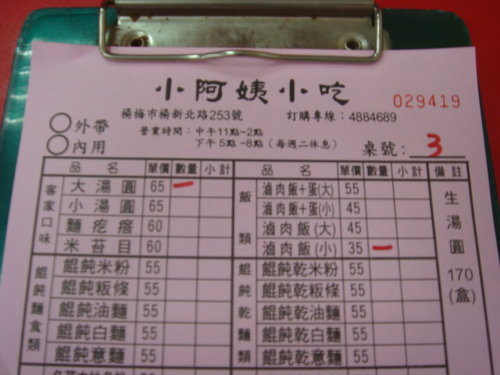 小阿姨小吃
029419
楊梅市楊新北路253號 訂購專線：4884689
外帶 營業時間：中午11點~2點
內用 下午5點~8點(每週二休息) 桌號：3
品名 單價 數量 小計 品名 單價 數量 小計 備註
客家口味 飯類 生湯圓 170(盒)
大湯圓 65 一 滷肉飯+蛋(大) 55
小湯圓 65 滷肉飯+蛋(小) 45
麵疙瘩 60 滷肉飯(大) 45
米苔目 60 滷肉飯(小) 35 一
餛飩麵食類 餛飩乾麵類
餛飩米粉 55 餛飩乾米粉 55
餛飩粄條 55 餛飩乾粄條 55
餛飩油麵 55 餛飩乾油麵 55
餛飩白麵 55 餛飩乾白麵 55
餛飩意麵 55 餛飩乾意麵 55